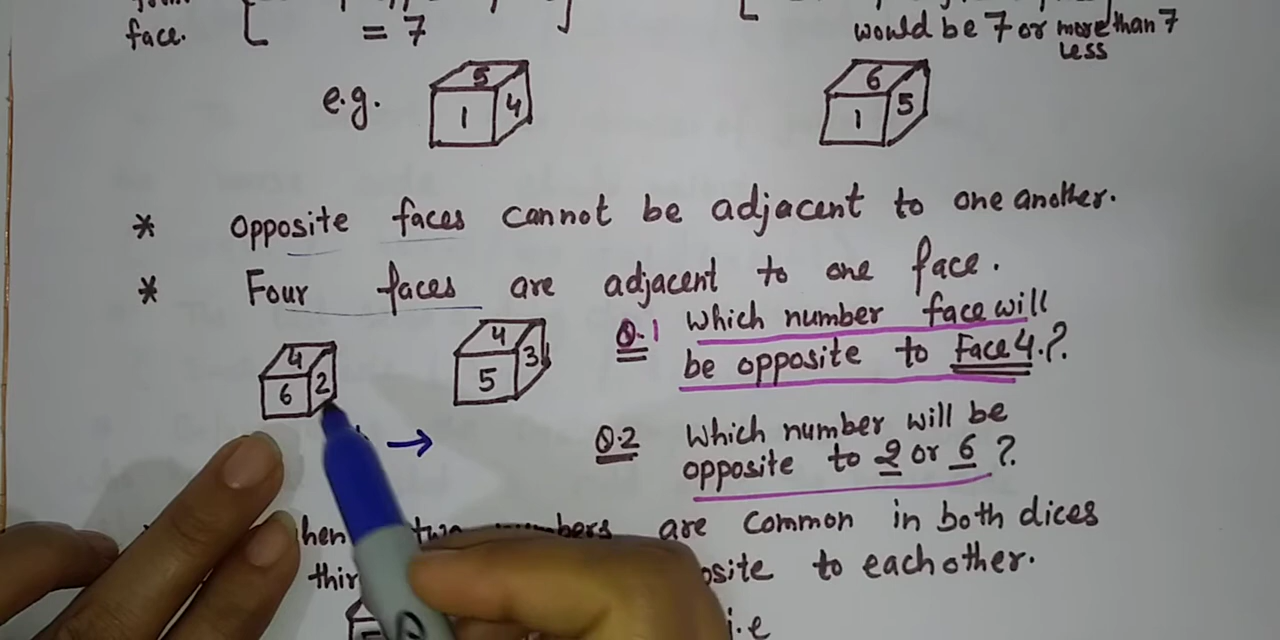 face. = 7
would be 7 or more than 7
less
e.g. 5 1 4
6 1 5
* Opposite faces cannot be adjacent to one another.
* Four faces are adjacent to one face.
4 6 2
4 5 3
Q.1 Which number face will
be opposite to Face 4.?
→
Q.2 Which number will be
opposite to 2 or 6 ?
two numbers are common in both dices
to each other.
i.e